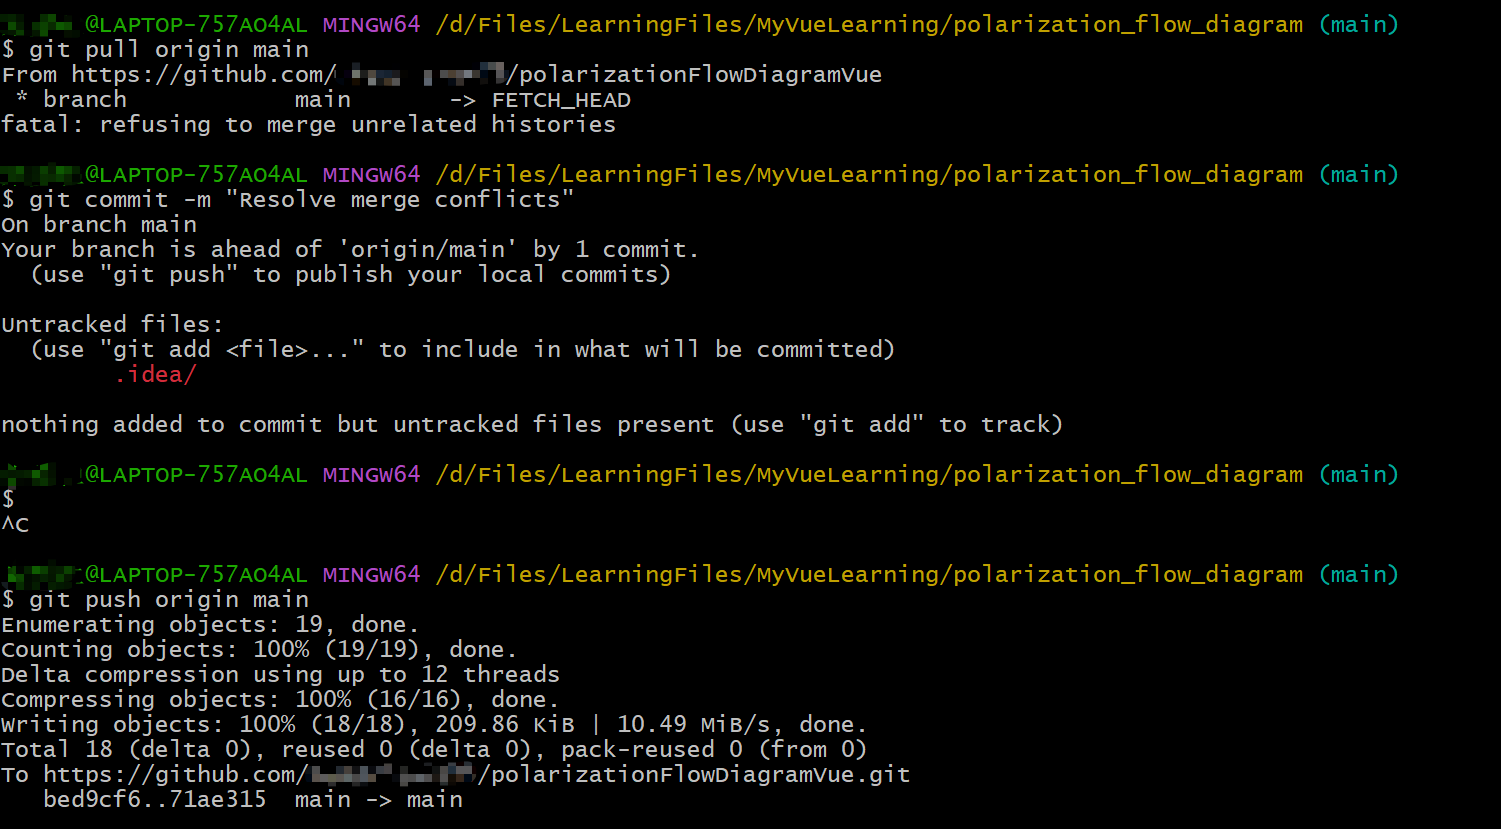 @LAPTOP-757AO4AL MINGW64 /d/Files/LearningFiles/MyVueLearning/polarization_flow_diagram (main)
$ git pull origin main
From https://github.com/ /polarizationFlowDiagramVue
 * branch            main       -> FETCH_HEAD
fatal: refusing to merge unrelated histories
@LAPTOP-757AO4AL MINGW64 /d/Files/LearningFiles/MyVueLearning/polarization_flow_diagram (main)
$ git commit -m "Resolve merge conflicts"
On branch main
Your branch is ahead of 'origin/main' by 1 commit.
  (use "git push" to publish your local commits)
Untracked files:
  (use "git add <file>..." to include in what will be committed)
        .idea/
nothing added to commit but untracked files present (use "git add" to track)
@LAPTOP-757AO4AL MINGW64 /d/Files/LearningFiles/MyVueLearning/polarization_flow_diagram (main)
$
^C
@LAPTOP-757AO4AL MINGW64 /d/Files/LearningFiles/MyVueLearning/polarization_flow_diagram (main)
$ git push origin main
Enumerating objects: 19, done.
Counting objects: 100% (19/19), done.
Delta compression using up to 12 threads
Compressing objects: 100% (16/16), done.
Writing objects: 100% (18/18), 209.86 KiB | 10.49 MiB/s, done.
Total 18 (delta 0), reused 0 (delta 0), pack-reused 0 (from 0)
To https://github.com/ /polarizationFlowDiagramVue.git
   bed9cf6..71ae315  main -> main